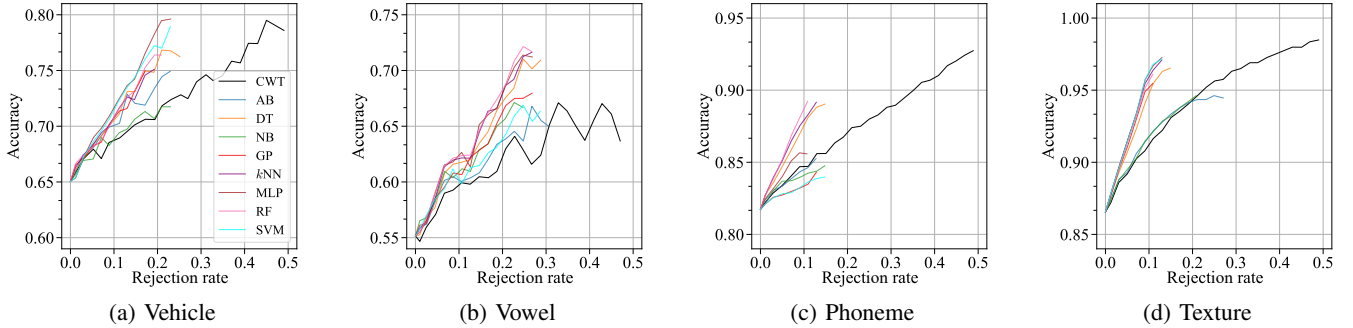 0.80
0.75
0.70
0.65
0.60
Accuracy
0.0 0.1 0.2 0.3 0.4 0.5
Rejection rate
CWT
AB
DT
NB
GP
kNN
MLP
RF
SVM
(a) Vehicle
0.75
0.70
0.65
0.60
0.55
Accuracy
0.0 0.1 0.2 0.3 0.4 0.5
Rejection rate
(b) Vowel
0.95
0.90
0.85
0.80
Accuracy
0.0 0.1 0.2 0.3 0.4 0.5
Rejection rate
(c) Phoneme
1.00
0.95
0.90
0.85
Accuracy
0.0 0.1 0.2 0.3 0.4 0.5
Rejection rate
(d) Texture